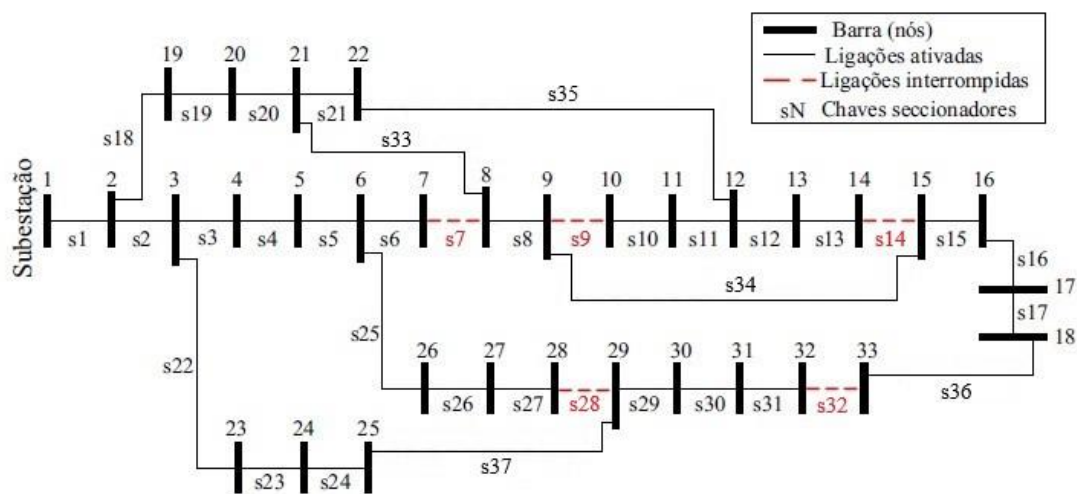 Barra (nós)
Ligações ativadas
Ligações interrompidas
sN Chaves seccionadores
19 20 21 22
s35
s19 s20 s21
s18 s33
Subestação
1 2 3 4 5 6 7 8 9 10 11 12 13 14 15 16
s1 s2 s3 s4 s5 s6 s7 s8 s9 s10 s11 s12 s13 s14 s15
s16
s34
17
s17
s25
18
s22
26 27 28 29 30 31 32 33
s36
s26 s27 s28 s29 s30 s31 s32
23 24 25
s37
s23 s24